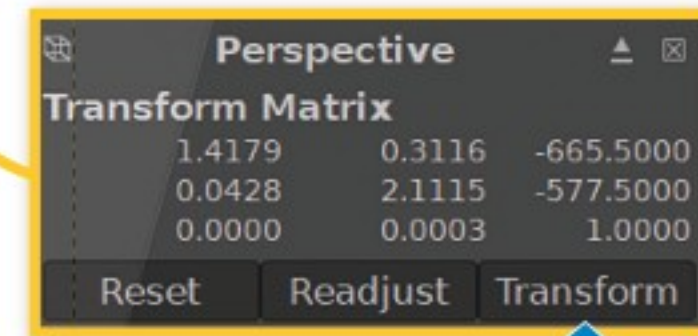 Perspective
Transform Matrix
1.4179 0.3116 -665.5000
0.0428 2.1115 -577.5000
0.0000 0.0003 1.0000
Reset Readjust Transform